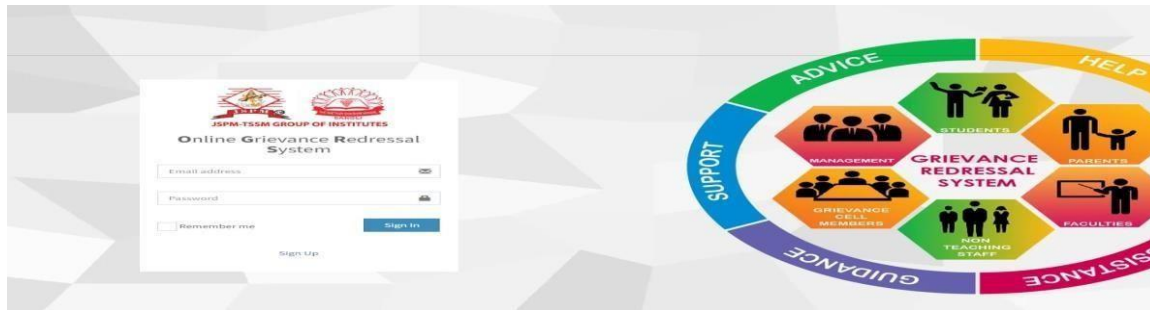 JSPM-TSSM GROUP OF INSTITUTES
Online Grievance Redressal
System
Email address
Password
Remember me
Sign In
Sign Up
ADVICE
HELP
SUPPORT
GUIDANCE
STUDENTS
MANAGEMENT
PARENTS
GRIEVANCE
REDRESSAL
SYSTEM
GRIEVANCE
CELL
MEMBERS
FACULTIES
NON
TEACHING
STAFF